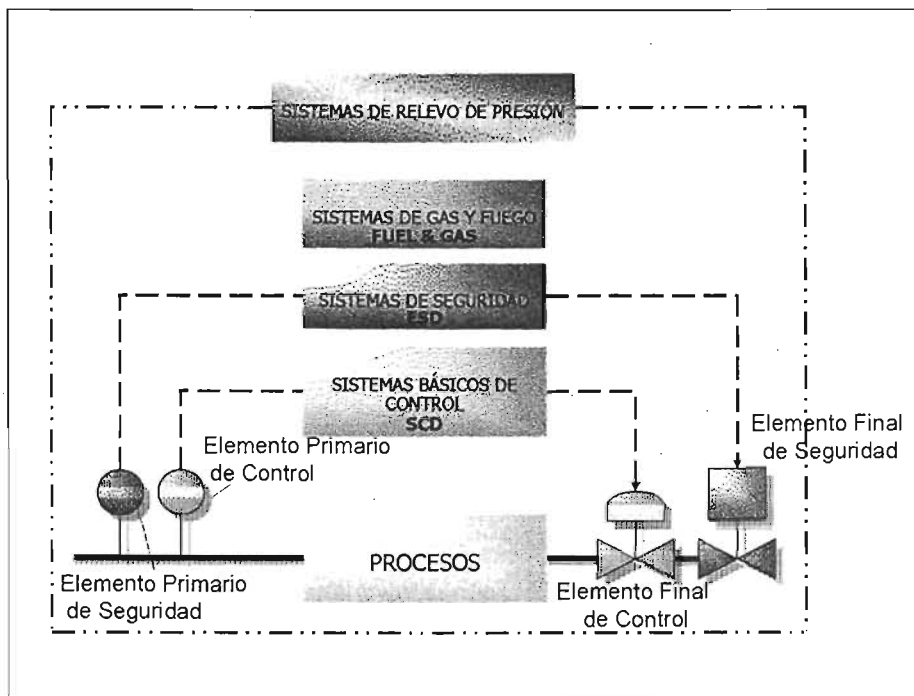 SISTEMAS DE RELEVO DE PRESIÓN
SISTEMAS DE GAS Y FUEGO
FUEL & GAS
SISTEMAS DE SEGURIDAD
ESD
SISTEMAS BÁSICOS DE
CONTROL
SCD
Elemento Primario
de Control
Elemento Final
de Seguridad
PROCESOS
Elemento Primario
de Seguridad
Elemento Final
de Control